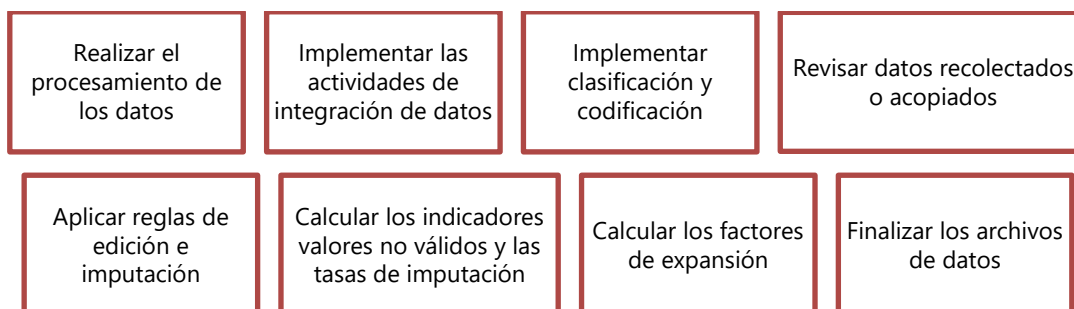 Realizar el
procesamiento de
los datos
Implementar las
actividades de
integración de datos
Implementar
clasificación y
codificación
Revisar datos recolectados
o acopiados
Aplicar reglas de
edición e
imputación
Calcular los indicadores
valores no válidos y las
tasas de imputación
Calcular los factores
de expansión
Finalizar los archivos
de datos